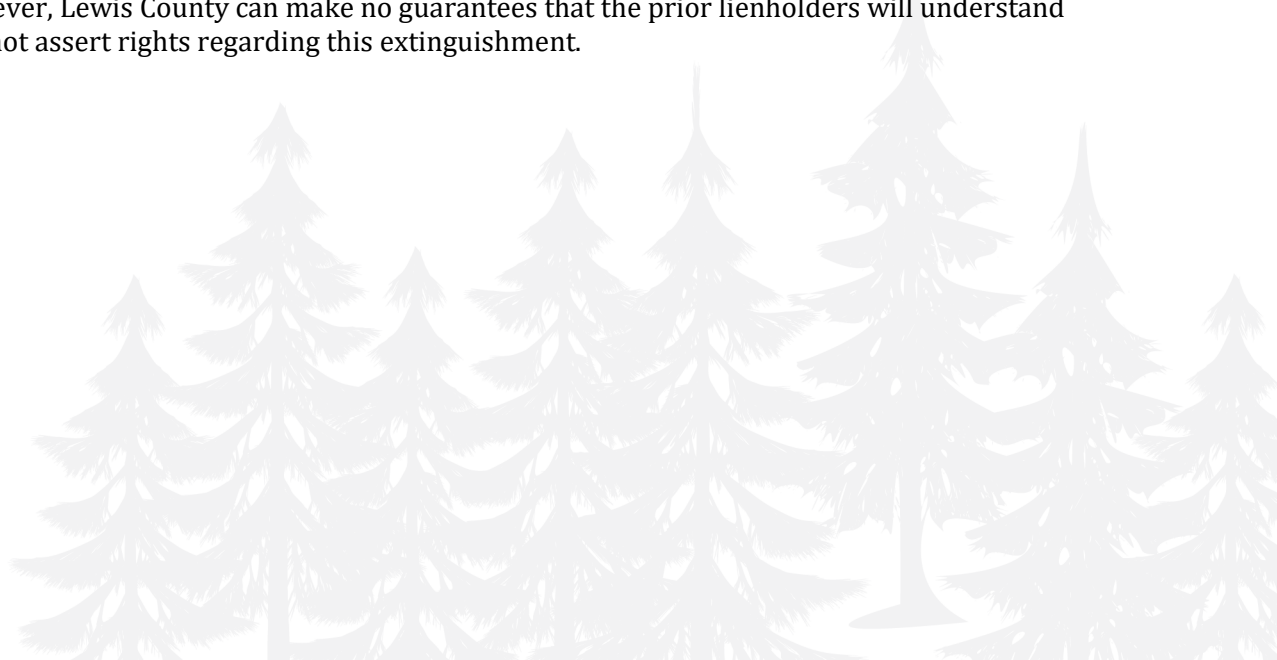 ever, Lewis County can make no guarantees that the prior lienholders will understand
not assert rights regarding this extinguishment.